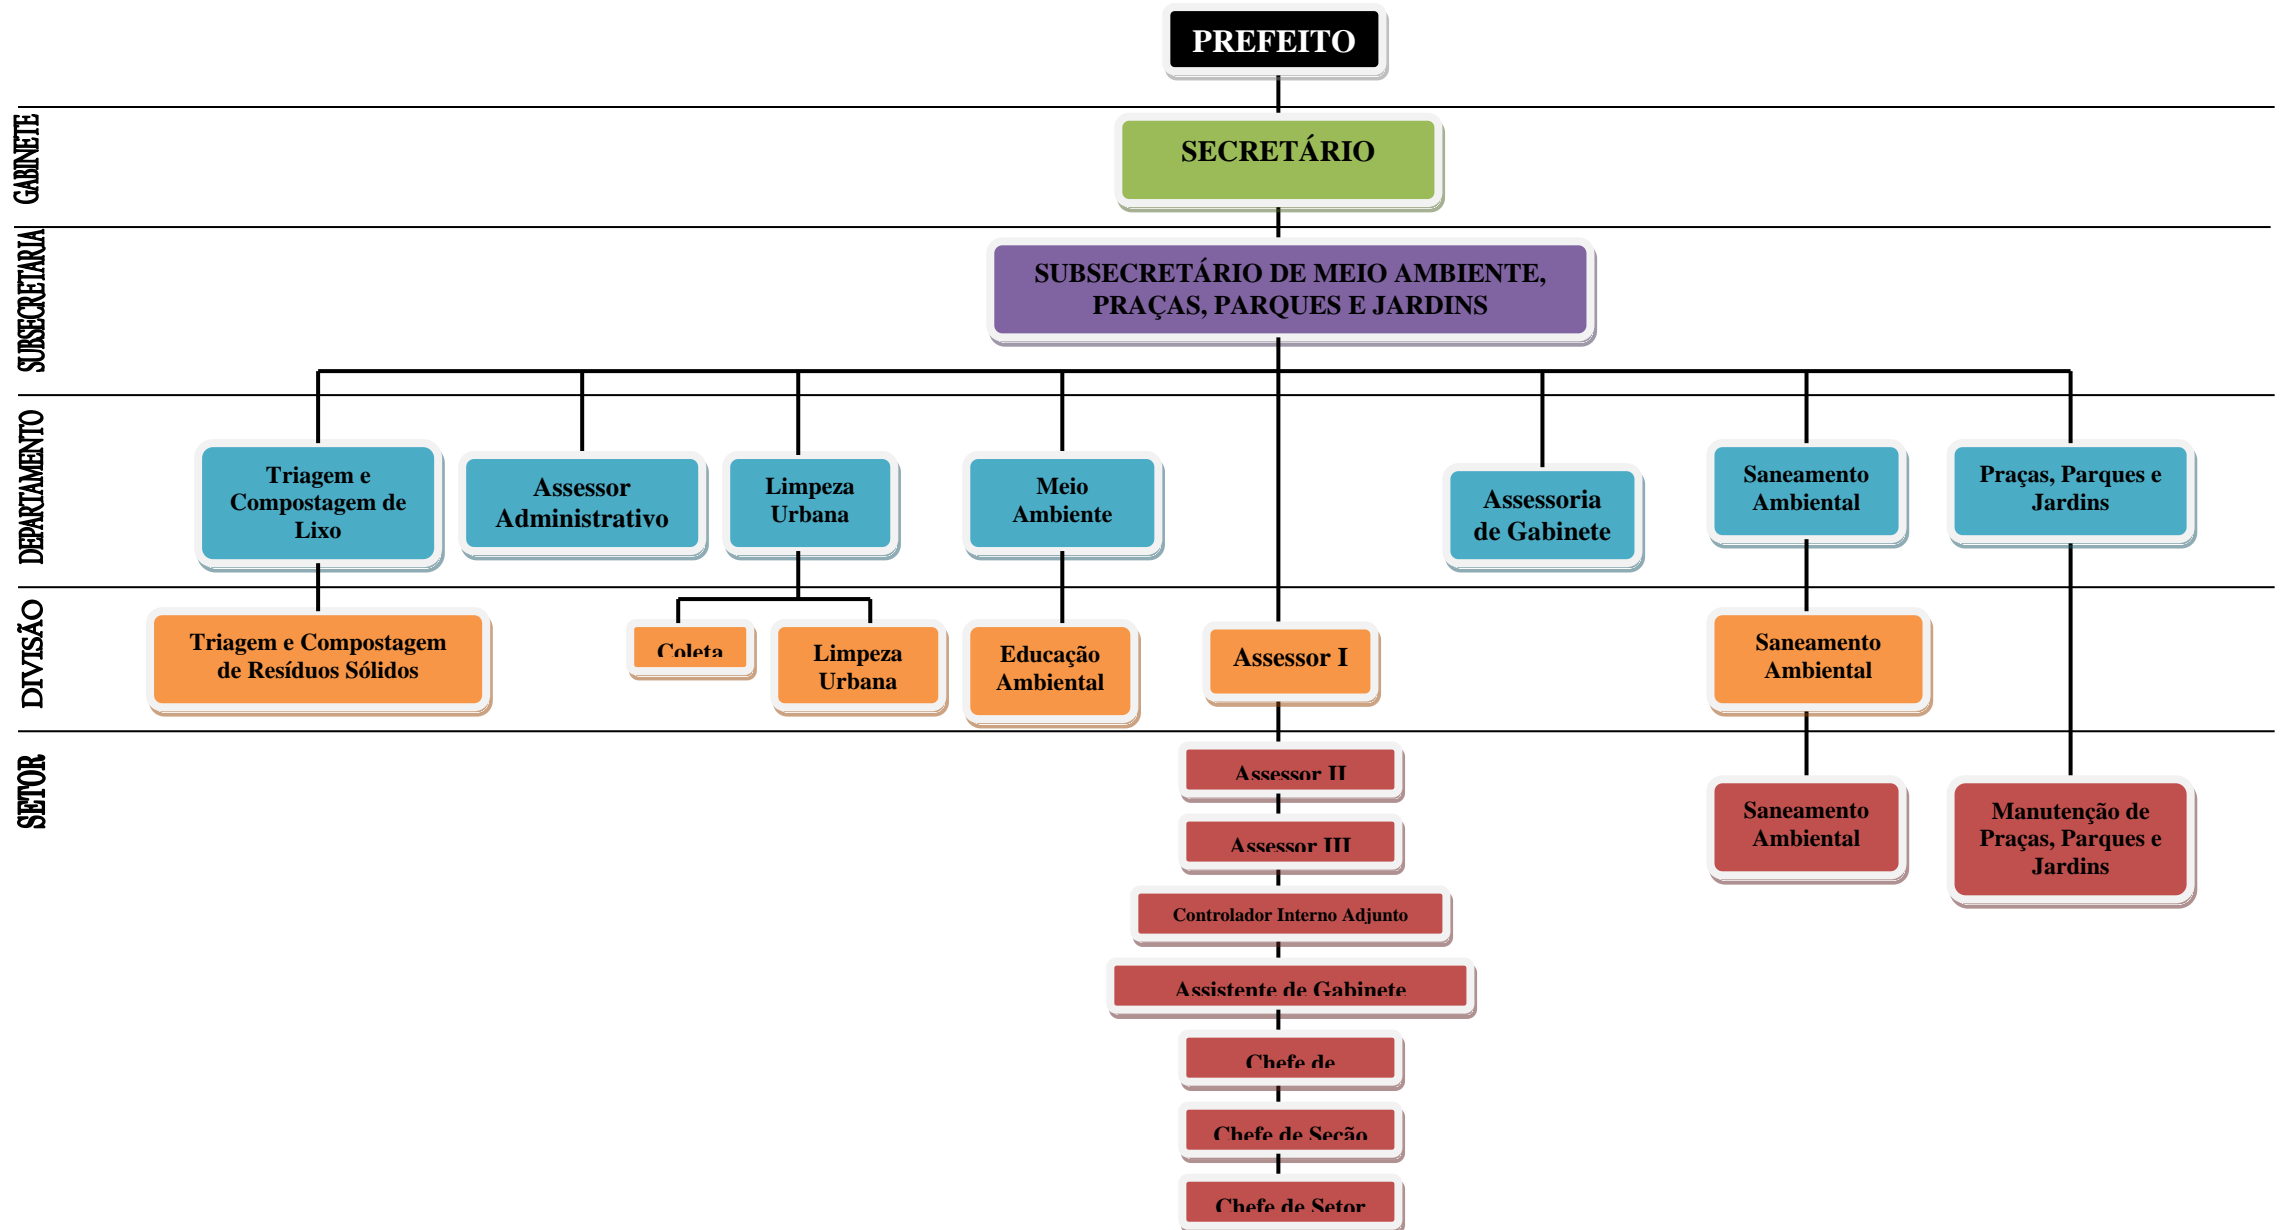 PREFEITO
GABINETE
SECRETÁRIO
SUBSECRETARIA
SUBSECRETÁRIO DE MEIO AMBIENTE,
PRAÇAS, PARQUES E JARDINS
DEPARTAMENTO
Triagem e
Compostagem de
Lixo
Assessor
Administrativo
Limpeza
Urbana
Meio
Ambiente
Assessoria
de Gabinete
Saneamento
Ambiental
Praças, Parques e
Jardins
DIVISÃO
Triagem e Compostagem
de Resíduos Sólidos
Coleta
Limpeza
Urbana
Educação
Ambiental
Assessor I
Saneamento
Ambiental
SETOR
Assessor II
Assessor III
Controlador Interno Adjunto
Assistente de Gabinete
Chefe de
Chefe de Seção
Chefe de Setor
Saneamento
Ambiental
Manutenção de
Praças, Parques e
Jardins